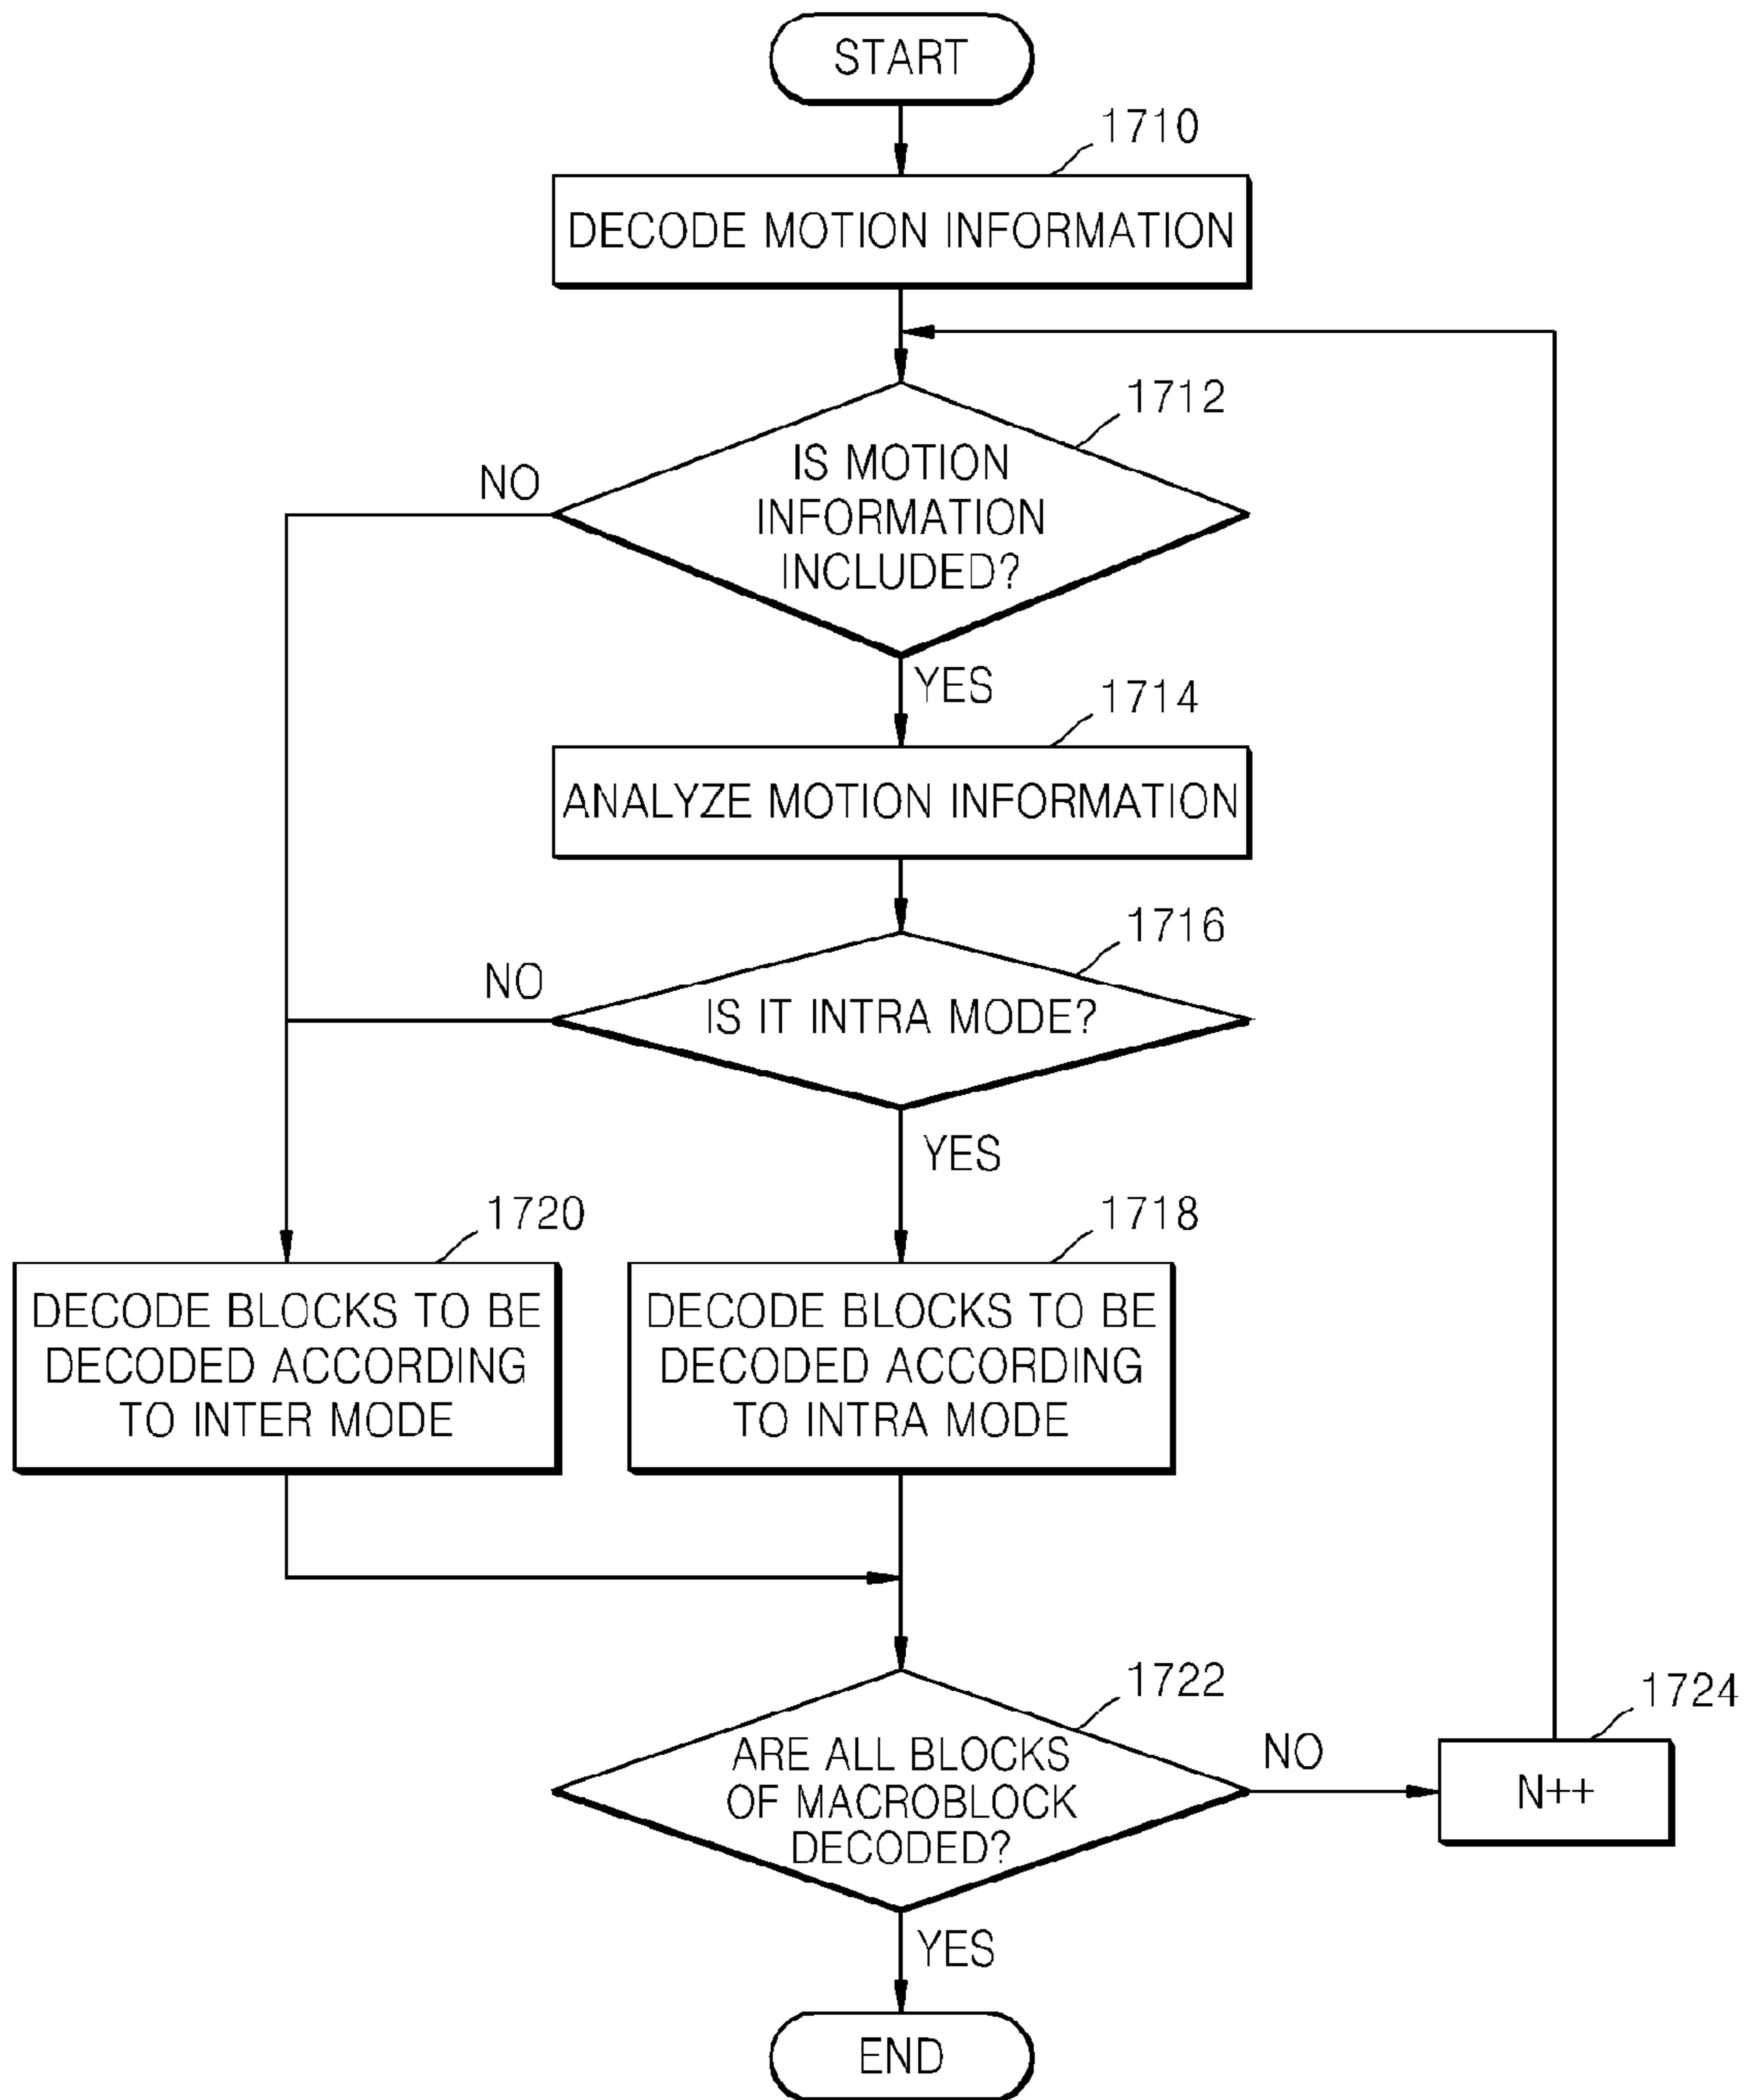 START
1710
DECODE MOTION INFORMATION
1712
IS MOTION
INFORMATION
INCLUDED?
NO
YES
1714
ANALYZE MOTION INFORMATION
1716
IS IT INTRA MODE?
NO
YES
1720
DECODE BLOCKS TO BE
DECODED ACCORDING
TO INTER MODE
1718
DECODE BLOCKS TO BE
DECODED ACCORDING
TO INTRA MODE
1722
ARE ALL BLOCKS
OF MACROBLOCK
DECODED?
NO
1724
N++
YES
END